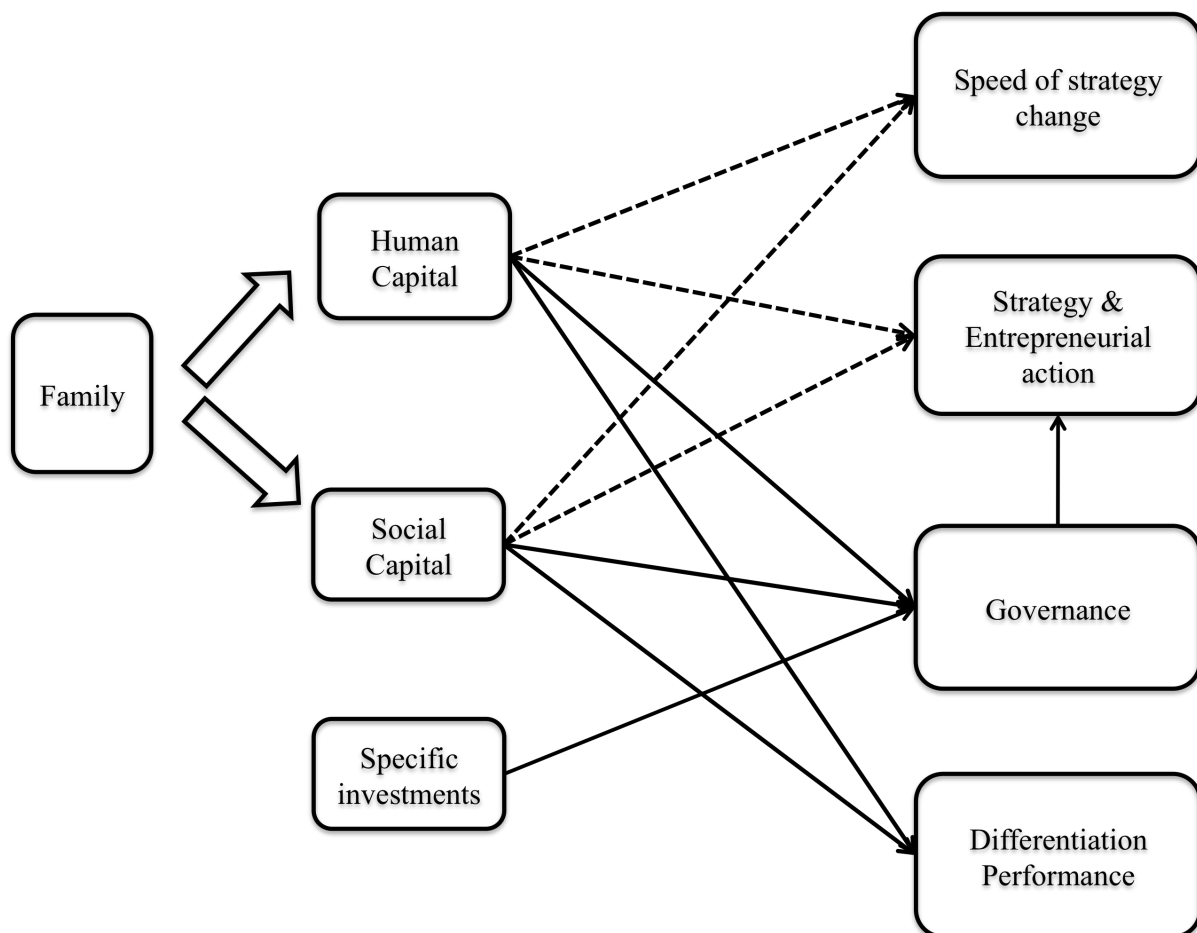 Speed of strategy
change
Human
Capital
Strategy &
Entrepreneurial
action
Family
Social
Capital
Governance
Specific
investments
Differentiation
Performance